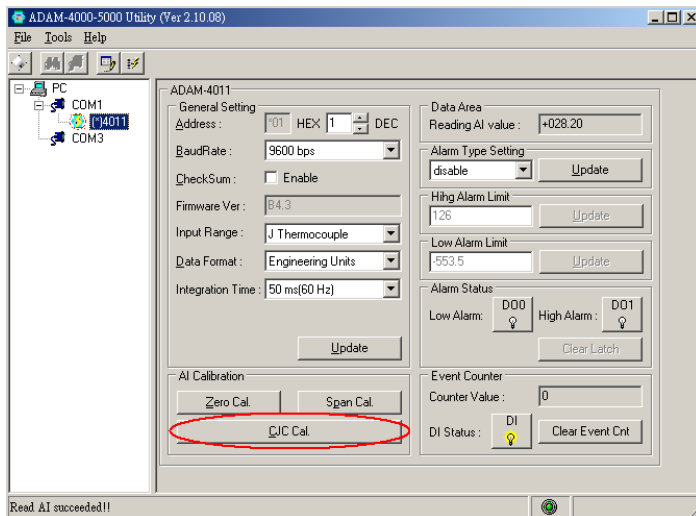 ADAM-4000-5000 Utility (Ver 2.10.08)
File Tools Help
PC
COM1
(*)4011
COM3
ADAM-4011
General Setting
Address : *01 HEX 1 DEC
BaudRate : 9600 bps
CheckSum : Enable
Firmware Ver : B4.3
Input Range : J Thermocouple
Data Format : Engineering Units
Integration Time : 50 ms(60 Hz)
Update
AI Calibration
Zero Cal. Span Cal.
CJC Cal.
Data Area
Reading AI value : +028.20
Alarm Type Setting
disable Update
Hihg Alarm Limit
126 Update
Low Alarm Limit
-553.5 Update
Alarm Status
Low Alarm: DO0 High Alarm : DO1
Clear Latch
Event Counter
Counter Value : 0
DI Status : DI Clear Event Cnt
Read AI succeeded!!